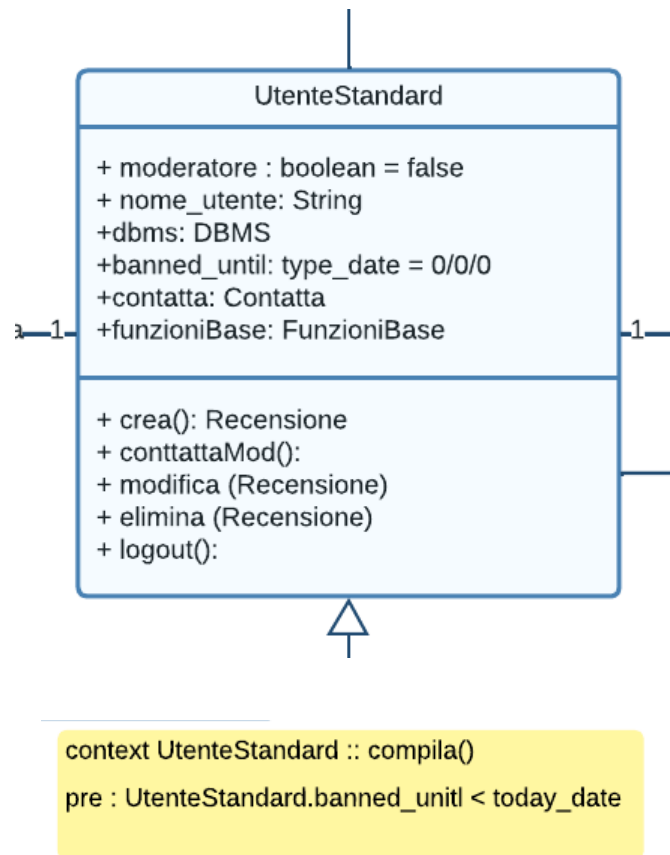 UtenteStandard
+ moderatore : boolean = false
+ nome_utente: String
+dbms: DBMS
+banned_until: type_date = 0/0/0
+contatta: Contatta
+funzioniBase: FunzioniBase
a 1
1
+ crea(): Recensione
+ conttattaMod():
+ modifica (Recensione)
+ elimina (Recensione)
+ logout():
context UtenteStandard :: compila()
pre : UtenteStandard.banned_unitl < today_date